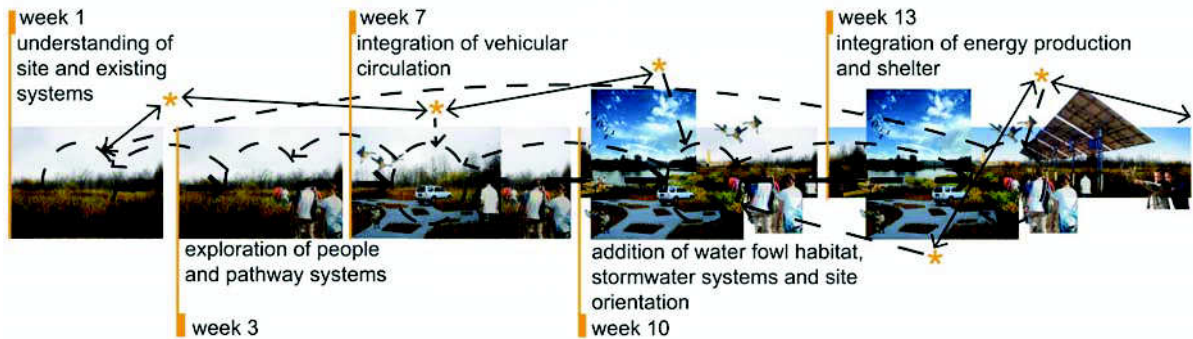 week 1
understanding of
site and existing
systems
week 7
integration of vehicular
circulation
week 13
integration of energy production
and shelter
exploration of people
and pathway systems
week 3
addition of water fowl habitat,
stormwater systems and site
orientation
week 10